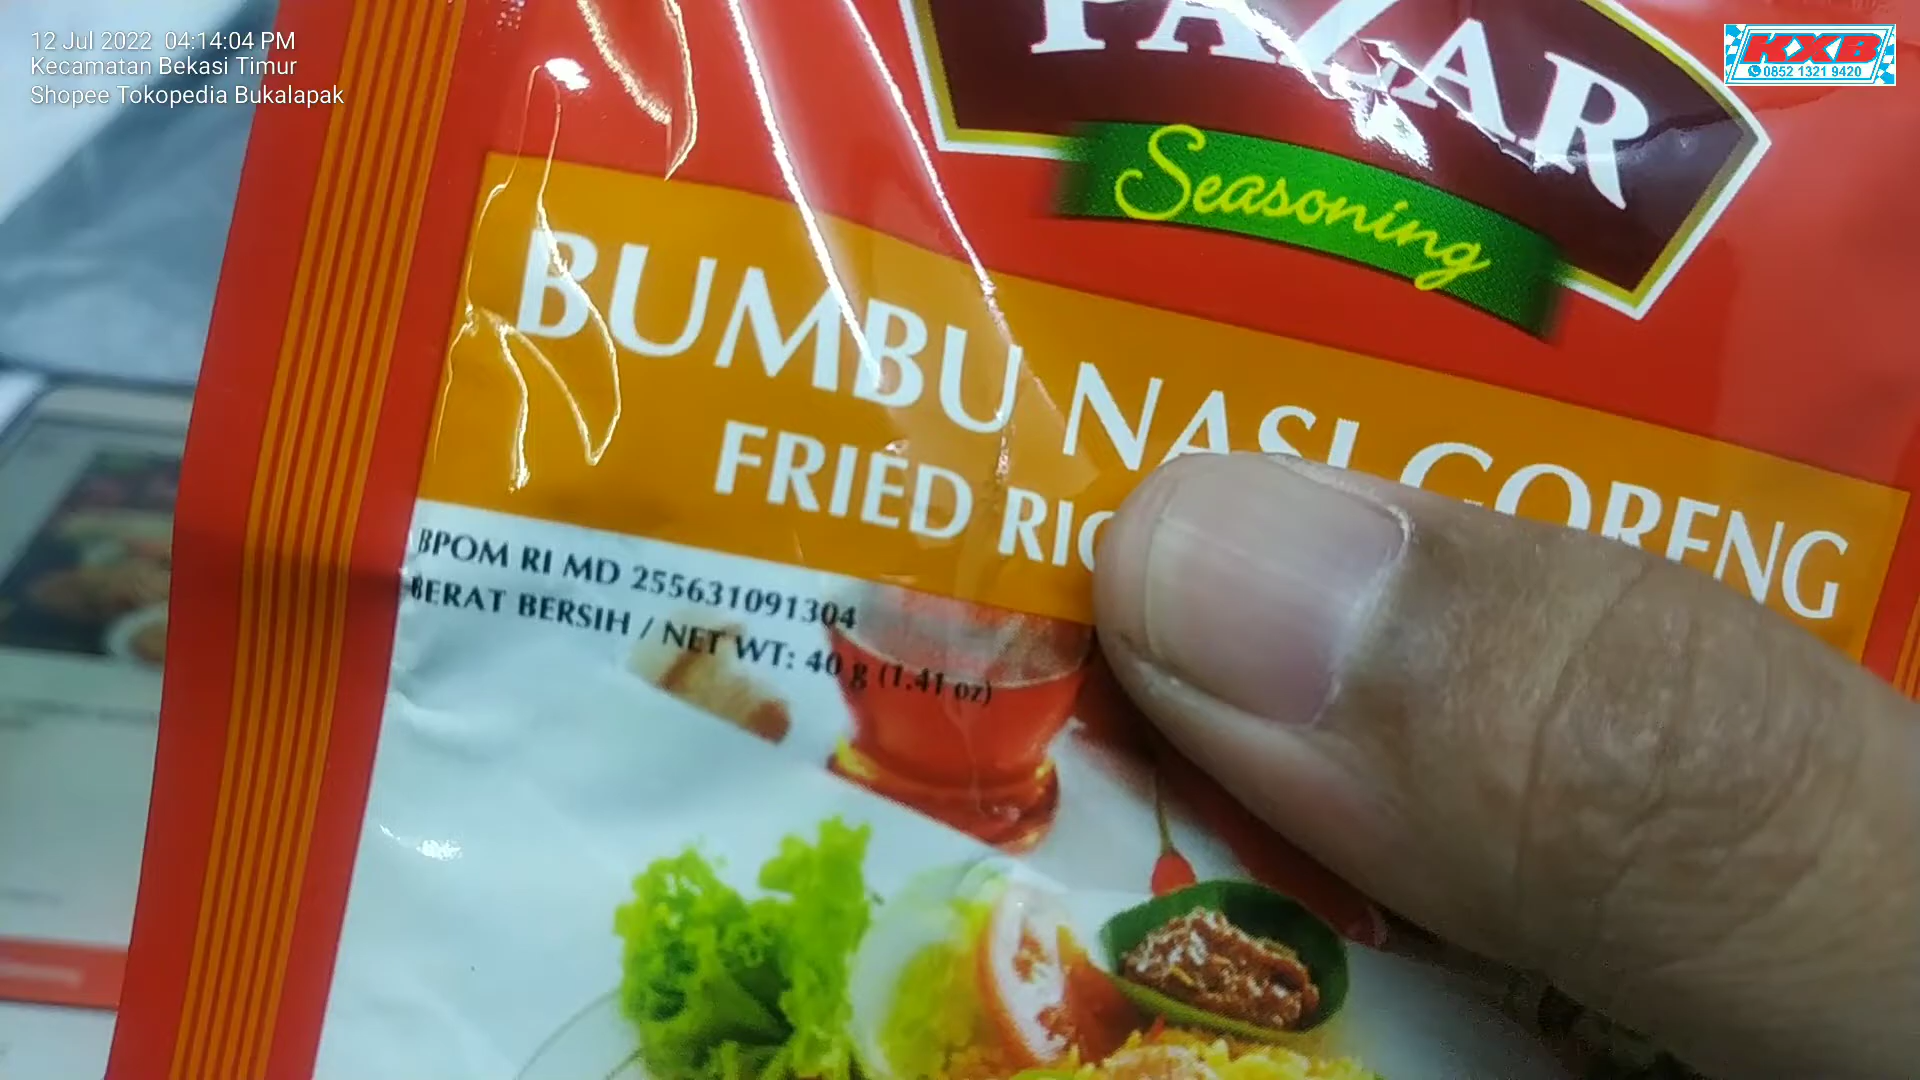 12 Jul 2022 04:14:04 PM
Kecamatan Bekasi Timur
Shopee Tokopedia Bukalapak
KXB
0852 1321 9420
PAZAR
Seasoning
BUMBU NASI GORENG
FRIED RIC
BPOM RI MD 255631091304
BERAT BERSIH / NET WT: 40 g (1.41 oz)